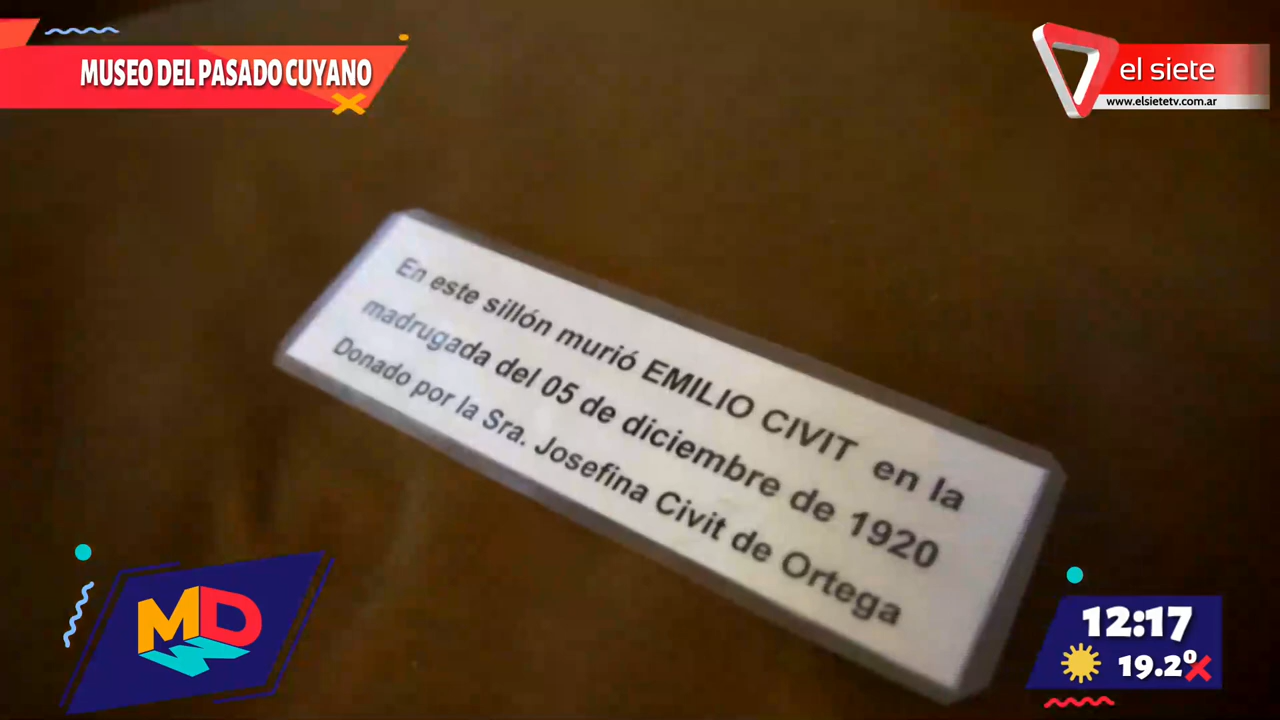 MUSEO DEL PASADO CUYANO
el siete
www.elsietetv.com.ar
En este sillón murió EMILIO CIVIT en la
madrugada del 05 de diciembre de 1920
Donado por la Sra. Josefina Civit de Ortega
MD
12:17
19.2º